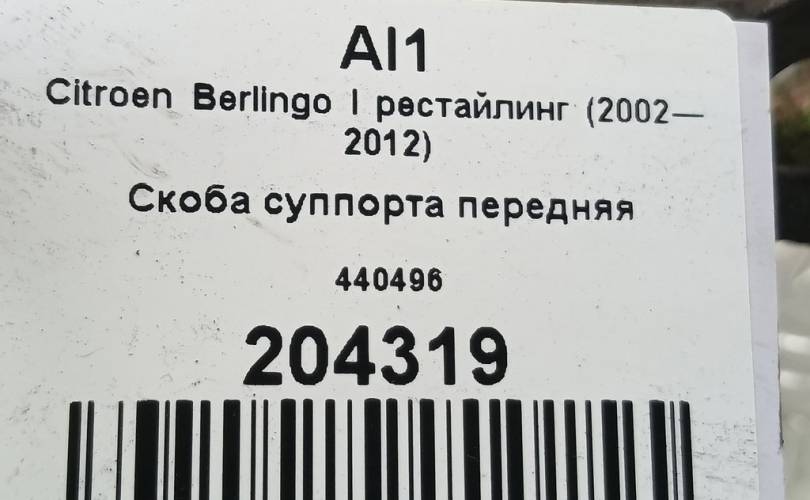 AI1
Citroen Berlingo I рестайлинг (2002—
2012)
Скоба суппорта передняя
440496
204319